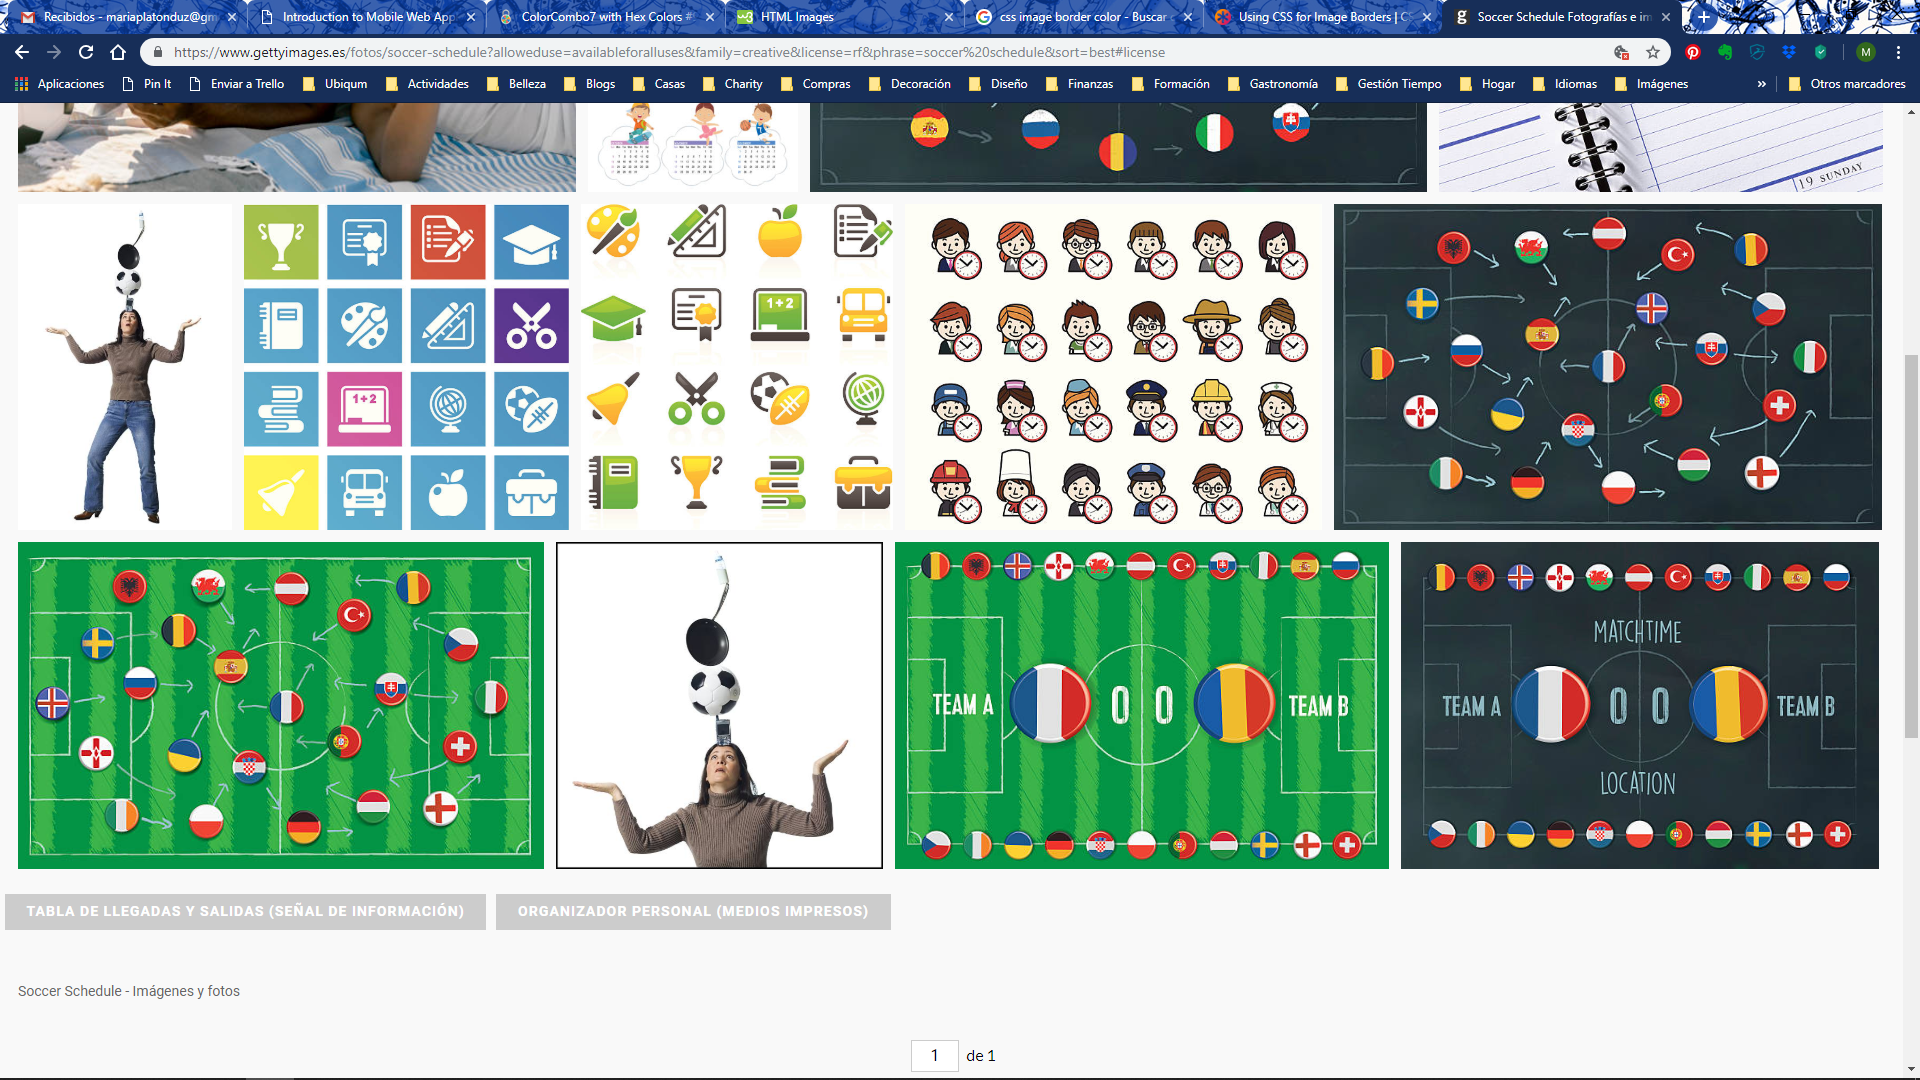 Recibidos - mariaplatonduz@gm
Introduction to Mobile Web App
ColorCombo7 with Hex Colors #
HTML Images
css image border color - Buscar
Using CSS for Image Borders | C
Soccer Schedule Fotografías e im
https://www.gettyimages.es/fotos/soccer-schedule?alloweduse=availableforalluses&family=creative&license=rf&phrase=soccer%20schedule&sort=best#license
M
Aplicaciones
Pin It
Enviar a Trello
Ubiqum
Actividades
Belleza
Blogs
Casas
Charity
Compras
Decoración
Diseño
Finanzas
Formación
Gastronomía
Gestión Tiempo
Hogar
Idiomas
Imágenes
»
Otros marcadores
19 SUNDAY
1+2
1+2
TEAM A
0 0
TEAM B
MATCHTIME
TEAM A
0 0
TEAM B
LOCATION
TABLA DE LLEGADAS Y SALIDAS (SEÑAL DE INFORMACIÓN)
ORGANIZADOR PERSONAL (MEDIOS IMPRESOS)
Soccer Schedule - Imágenes y fotos
1 de 1